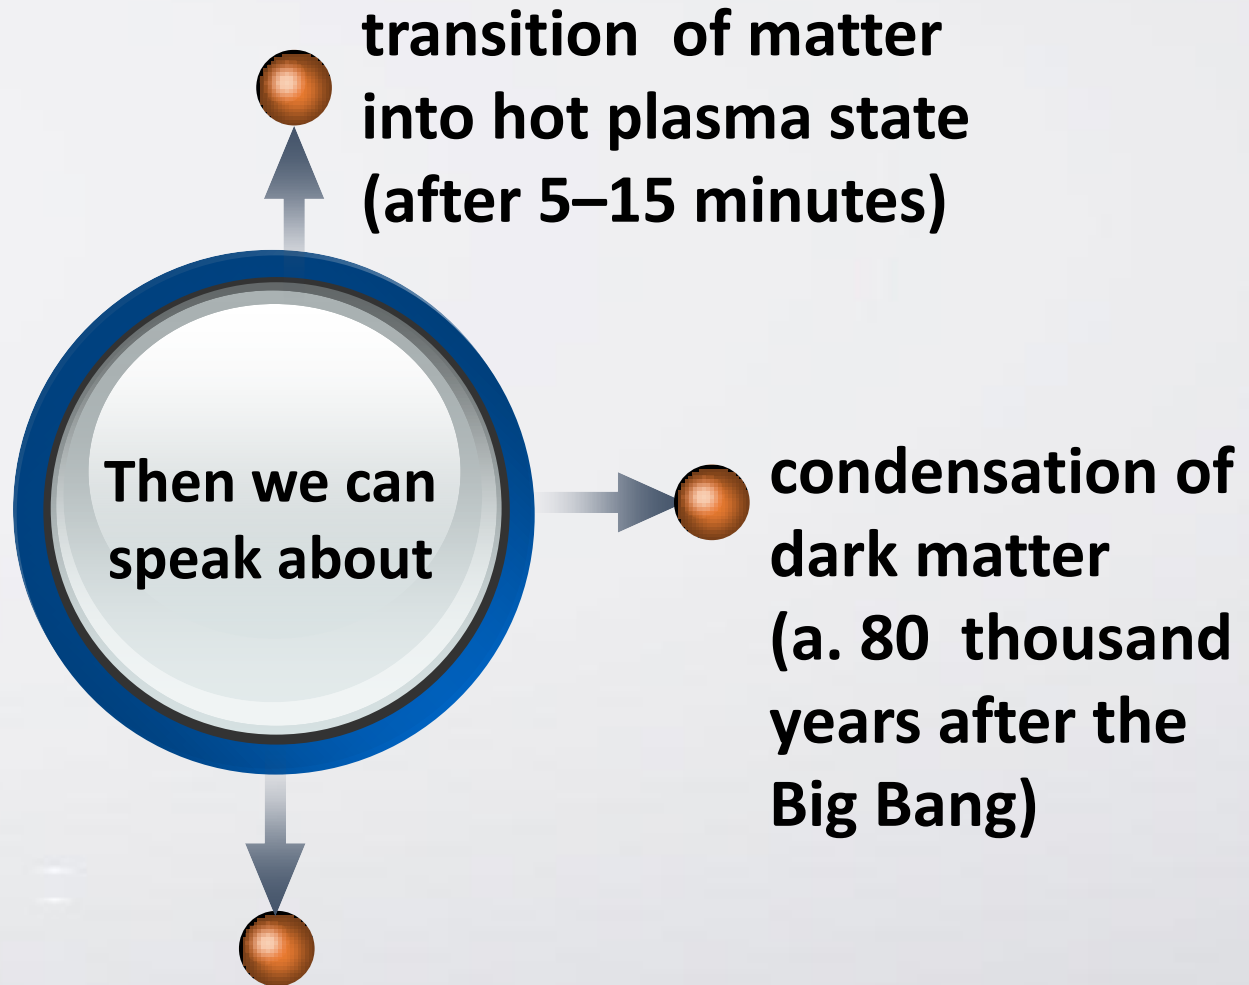 transition  of matter
into hot plasma state
(after 5–15 minutes)
Then we can
speak about
condensation of
dark matter
(a. 80  thousand
years after the
Big Bang)